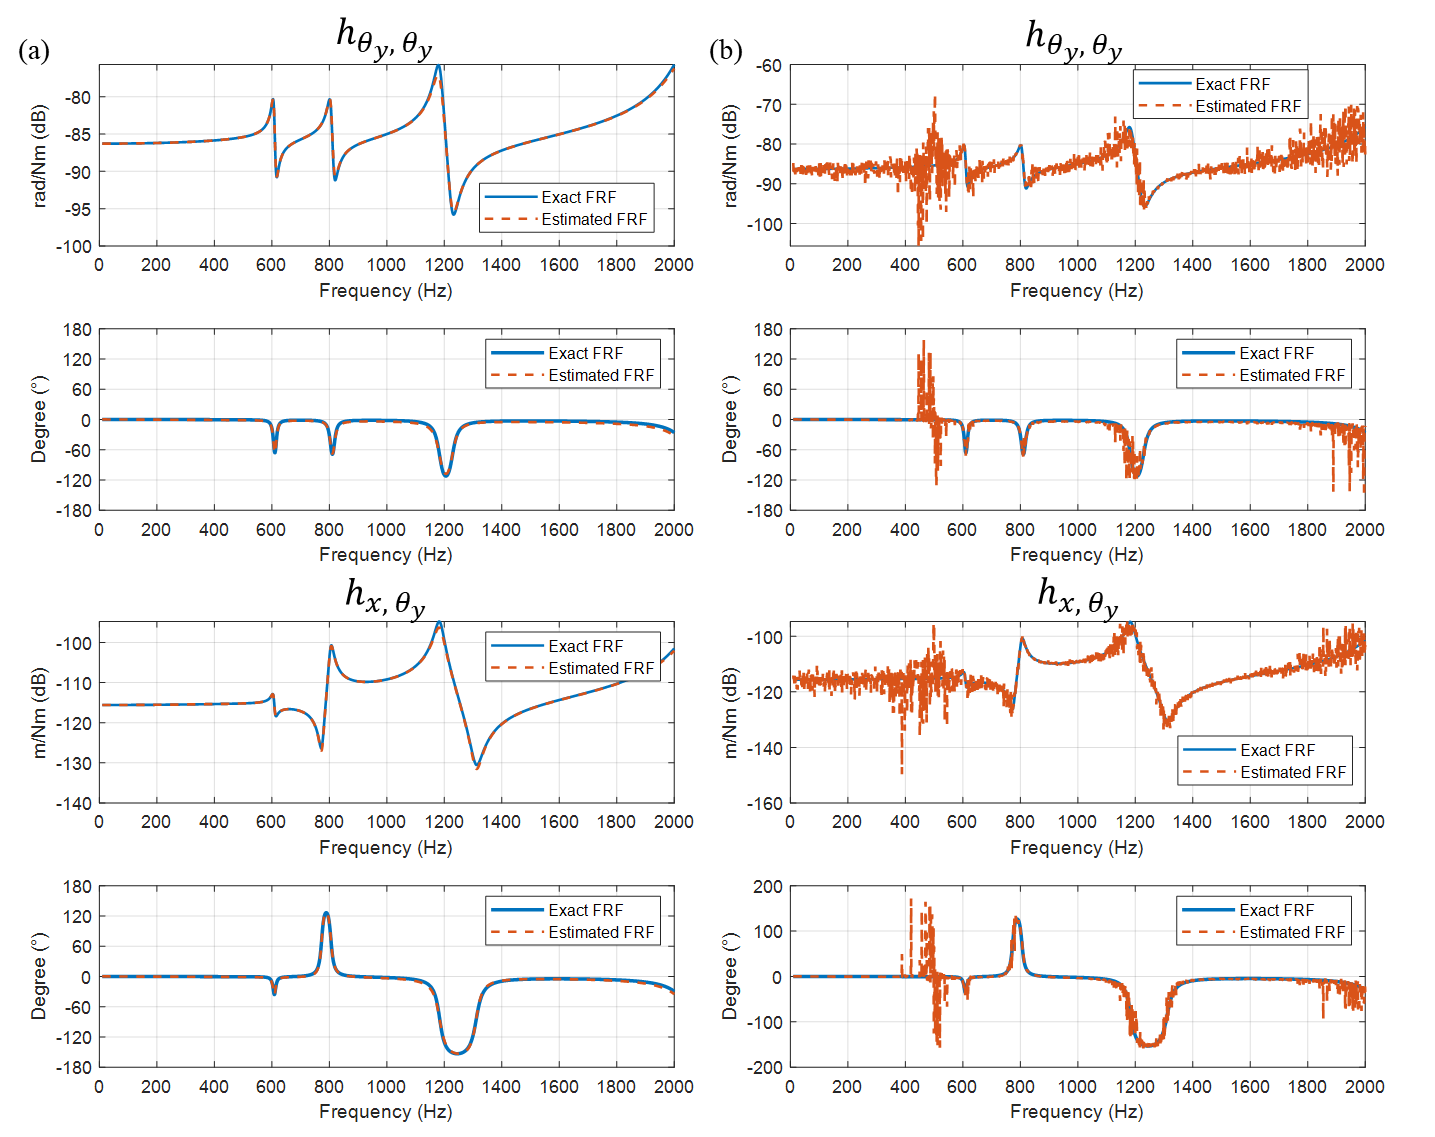 (a)
h_{θ_y, θ_y}
-80
-85
-90
-95
-100
rad/Nm (dB)
Exact FRF
Estimated FRF
0 200 400 600 800 1000 1200 1400 1600 1800 2000
Frequency (Hz)
180
120
60
0
-60
-120
-180
Degree (°)
Exact FRF
Estimated FRF
0 200 400 600 800 1000 1200 1400 1600 1800 2000
Frequency (Hz)
h_{x, θ_y}
-100
-110
-120
-130
-140
m/Nm (dB)
Exact FRF
Estimated FRF
0 200 400 600 800 1000 1200 1400 1600 1800 2000
Frequency (Hz)
180
120
60
0
-60
-120
-180
Degree (°)
Exact FRF
Estimated FRF
0 200 400 600 800 1000 1200 1400 1600 1800 2000
Frequency (Hz)
(b)
h_{θ_y, θ_y}
-60
-70
-80
-90
-100
rad/Nm (dB)
Exact FRF
Estimated FRF
0 200 400 600 800 1000 1200 1400 1600 1800 2000
Frequency (Hz)
180
120
60
0
-60
-120
-180
Degree (°)
Exact FRF
Estimated FRF
0 200 400 600 800 1000 1200 1400 1600 1800 2000
Frequency (Hz)
h_{x, θ_y}
-100
-120
-140
-160
m/Nm (dB)
Exact FRF
Estimated FRF
0 200 400 600 800 1000 1200 1400 1600 1800 2000
Frequency (Hz)
200
100
0
-100
-200
Degree (°)
Exact FRF
Estimated FRF
0 200 400 600 800 1000 1200 1400 1600 1800 2000
Frequency (Hz)